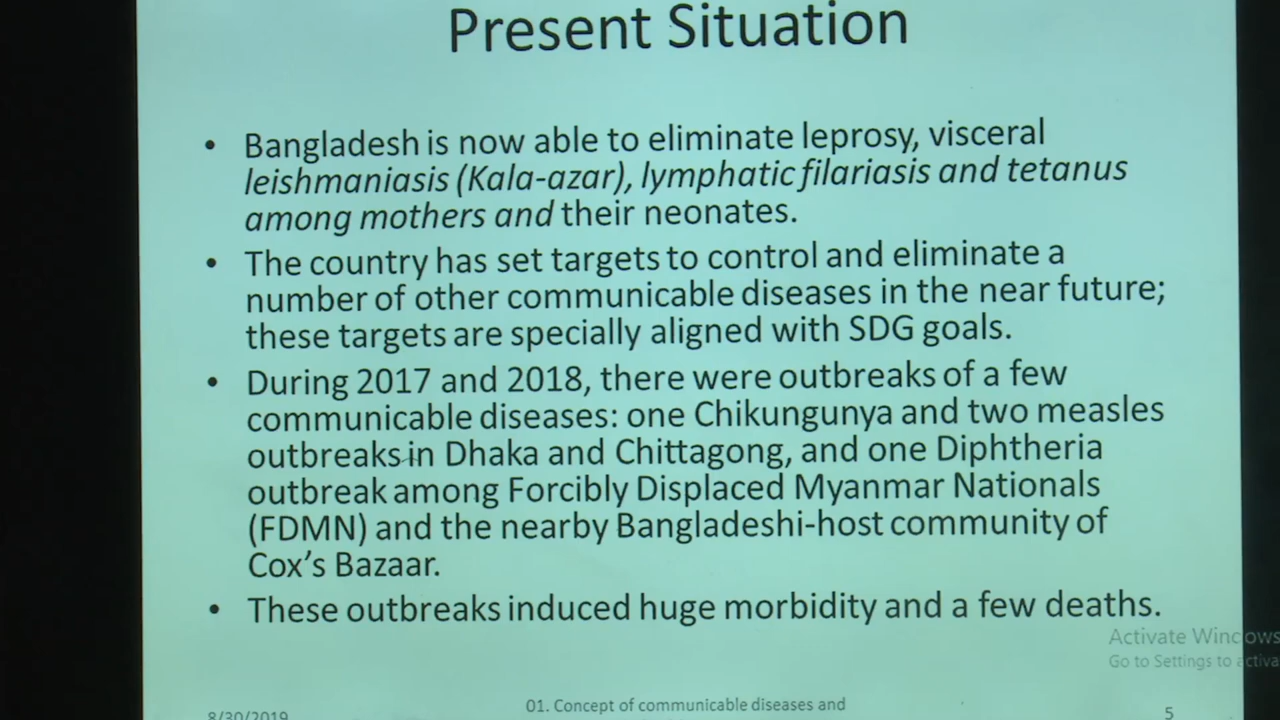 Present Situation
• Bangladesh is now able to eliminate leprosy, visceral
leishmaniasis (Kala-azar), lymphatic filariasis and tetanus
among mothers and their neonates.
• The country has set targets to control and eliminate a
number of other communicable diseases in the near future;
these targets are specially aligned with SDG goals.
• During 2017 and 2018, there were outbreaks of a few
communicable diseases: one Chikungunya and two measles
outbreaks in Dhaka and Chittagong, and one Diphtheria
outbreak among Forcibly Displaced Myanmar Nationals
(FDMN) and the nearby Bangladeshi-host community of
Cox’s Bazaar.
• These outbreaks induced huge morbidity and a few deaths.
Activate Windows
Go to Settings to activa
8/30/2019
01. Concept of communicable diseases and
5